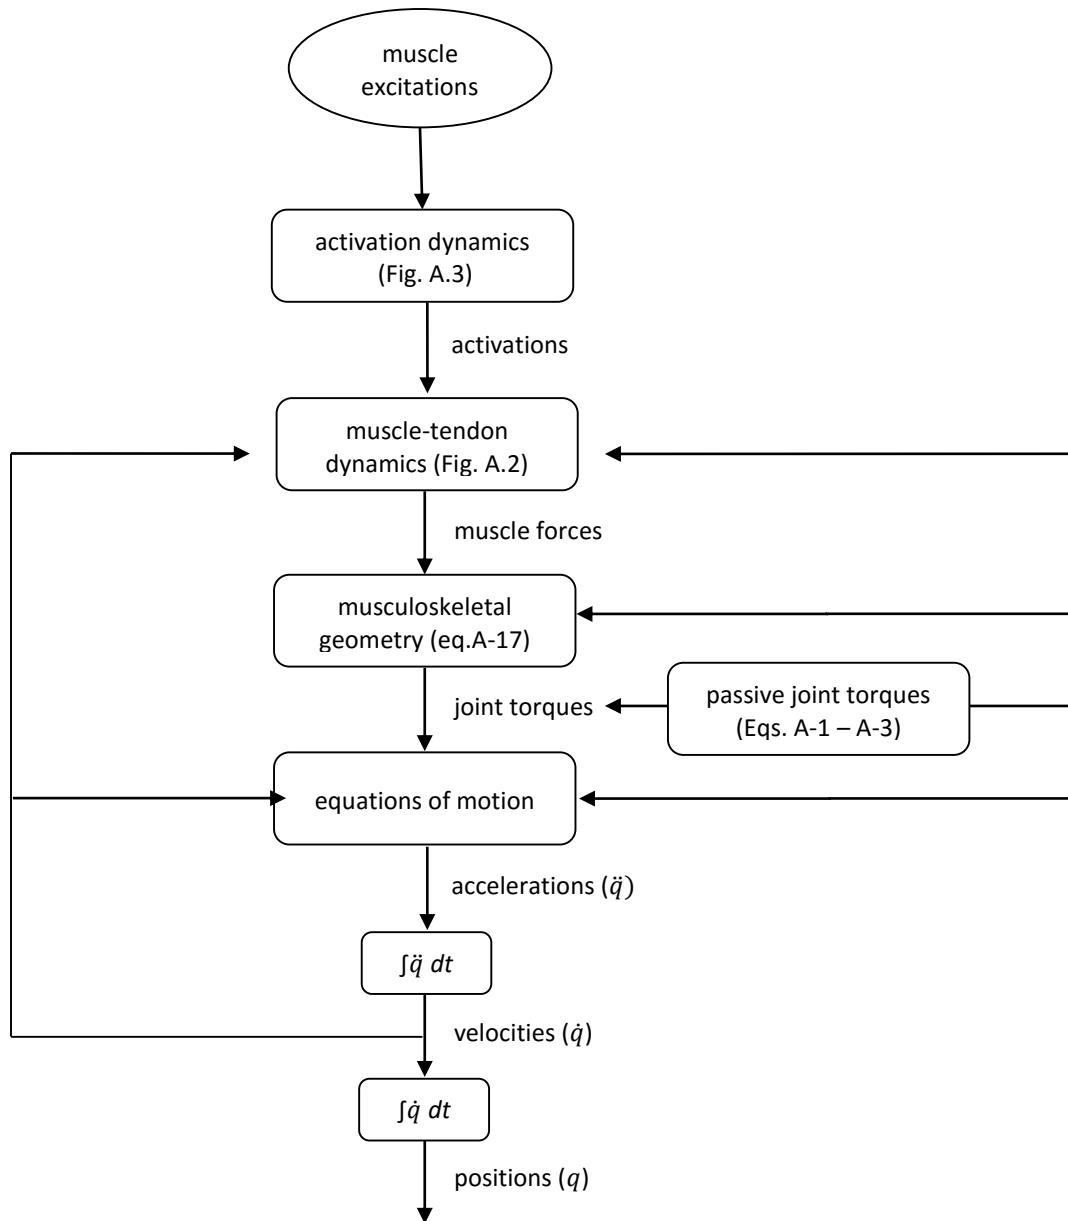 muscle
excitations
activation dynamics
(Fig. A.3)
activations
muscle-tendon
dynamics (Fig. A.2)
muscle forces
musculoskeletal
geometry (eq.A-17)
joint torques
passive joint torques
(Eqs. A-1 – A-3)
equations of motion
accelerations (q̈)
∫q̈ dt
velocities (q̇)
∫q̇ dt
positions (q)